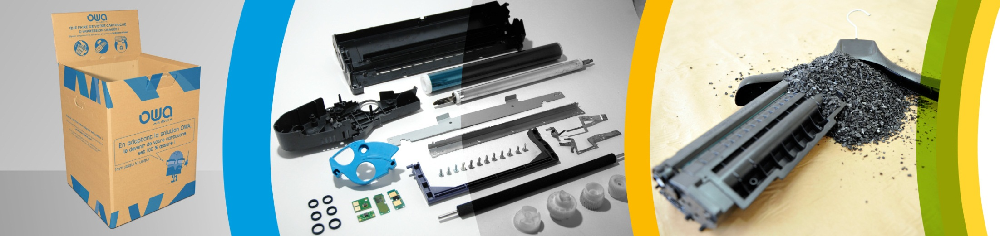 OWA
ARMOR
QUE FAIRE DE VOTRE CARTOUCHE
D'IMPRESSION USAGÉE ?
OWA
ARMOR
En adoptant la solution OWA,
le devenir de votre cartouche
est 100 % assuré !
from useful to useful